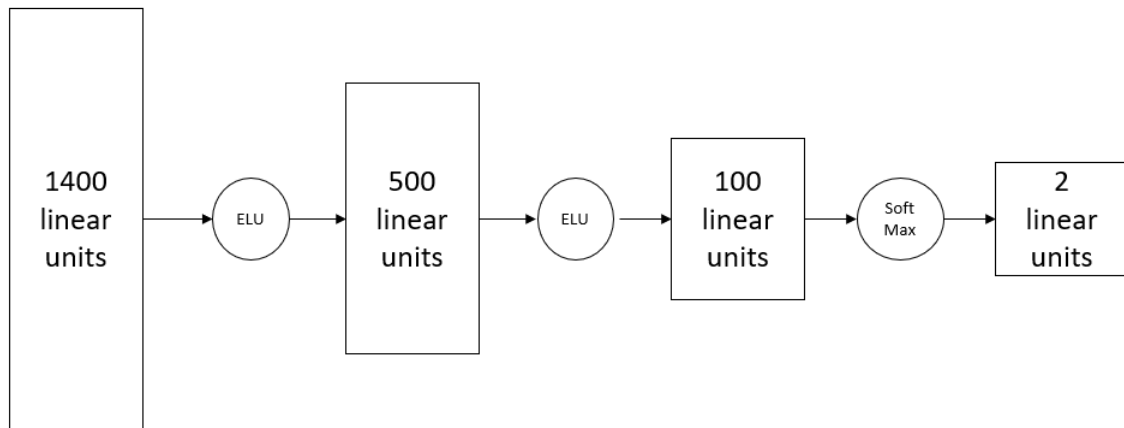 1400
linear
units
ELU
500
linear
units
ELU
100
linear
units
Soft
Max
2
linear
units